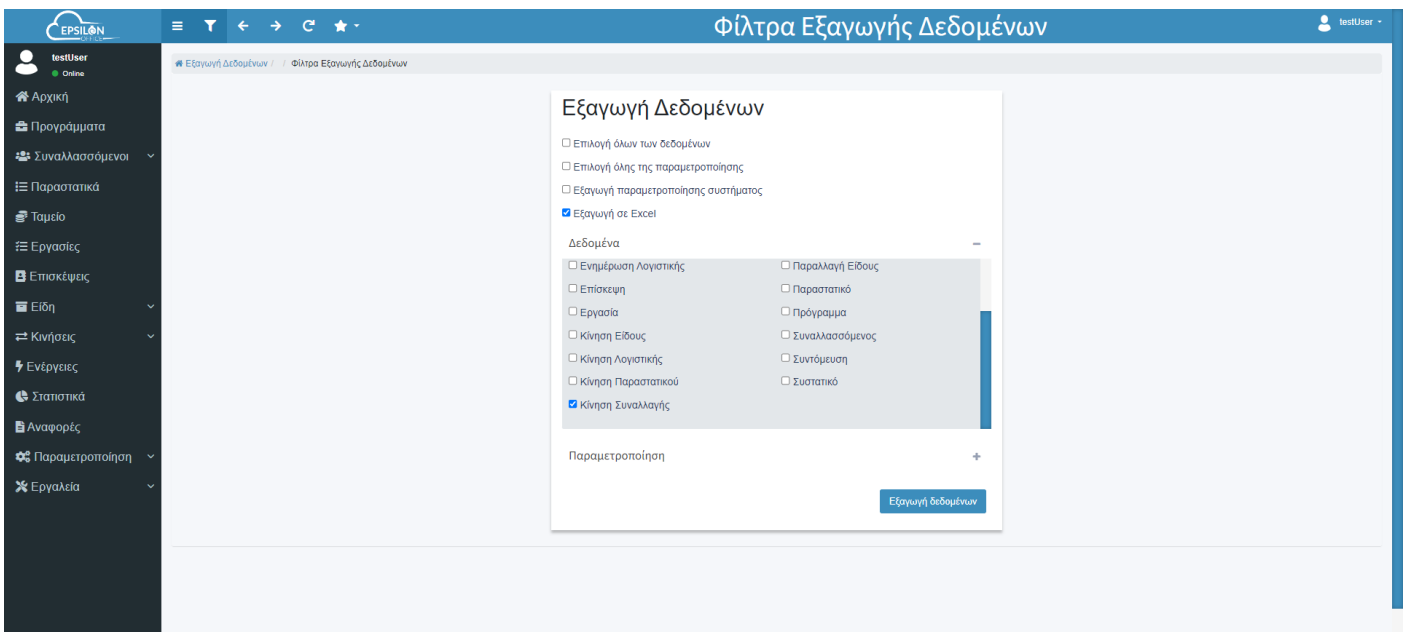 EPSILON
OFFICE
Φίλτρα Εξαγωγής Δεδομένων
testUser
testUser
Online
Εξαγωγή Δεδομένων / / Φίλτρα Εξαγωγής Δεδομένων
Αρχική
Προγράμματα
Συναλλασσόμενοι
Παραστατικά
Ταμείο
Εργασίες
Επισκέψεις
Είδη
Κινήσεις
Ενέργειες
Στατιστικά
Αναφορές
Παραμετροποίηση
Εργαλεία
Εξαγωγή Δεδομένων
Επιλογή όλων των δεδομένων
Επιλογή όλης της παραμετροποίησης
Εξαγωγή παραμετροποίησης συστήματος
Εξαγωγή σε Excel
Δεδομένα
Ενημέρωση Λογιστικής
Παραλλαγή Είδους
Επίσκεψη
Παραστατικό
Εργασία
Πρόγραμμα
Κίνηση Είδους
Συναλλασσόμενος
Κίνηση Λογιστικής
Συντόμευση
Κίνηση Παραστατικού
Συστατικό
Κίνηση Συναλλαγής
Παραμετροποίηση
Εξαγωγή δεδομένων